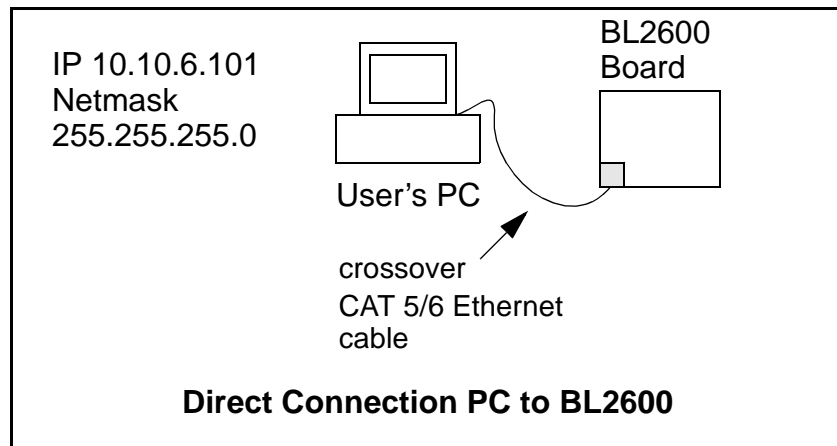 IP 10.10.6.101
Netmask
255.255.255.0
BL2600
Board
User’s PC
crossover
CAT 5/6 Ethernet
cable
Direct Connection PC to BL2600